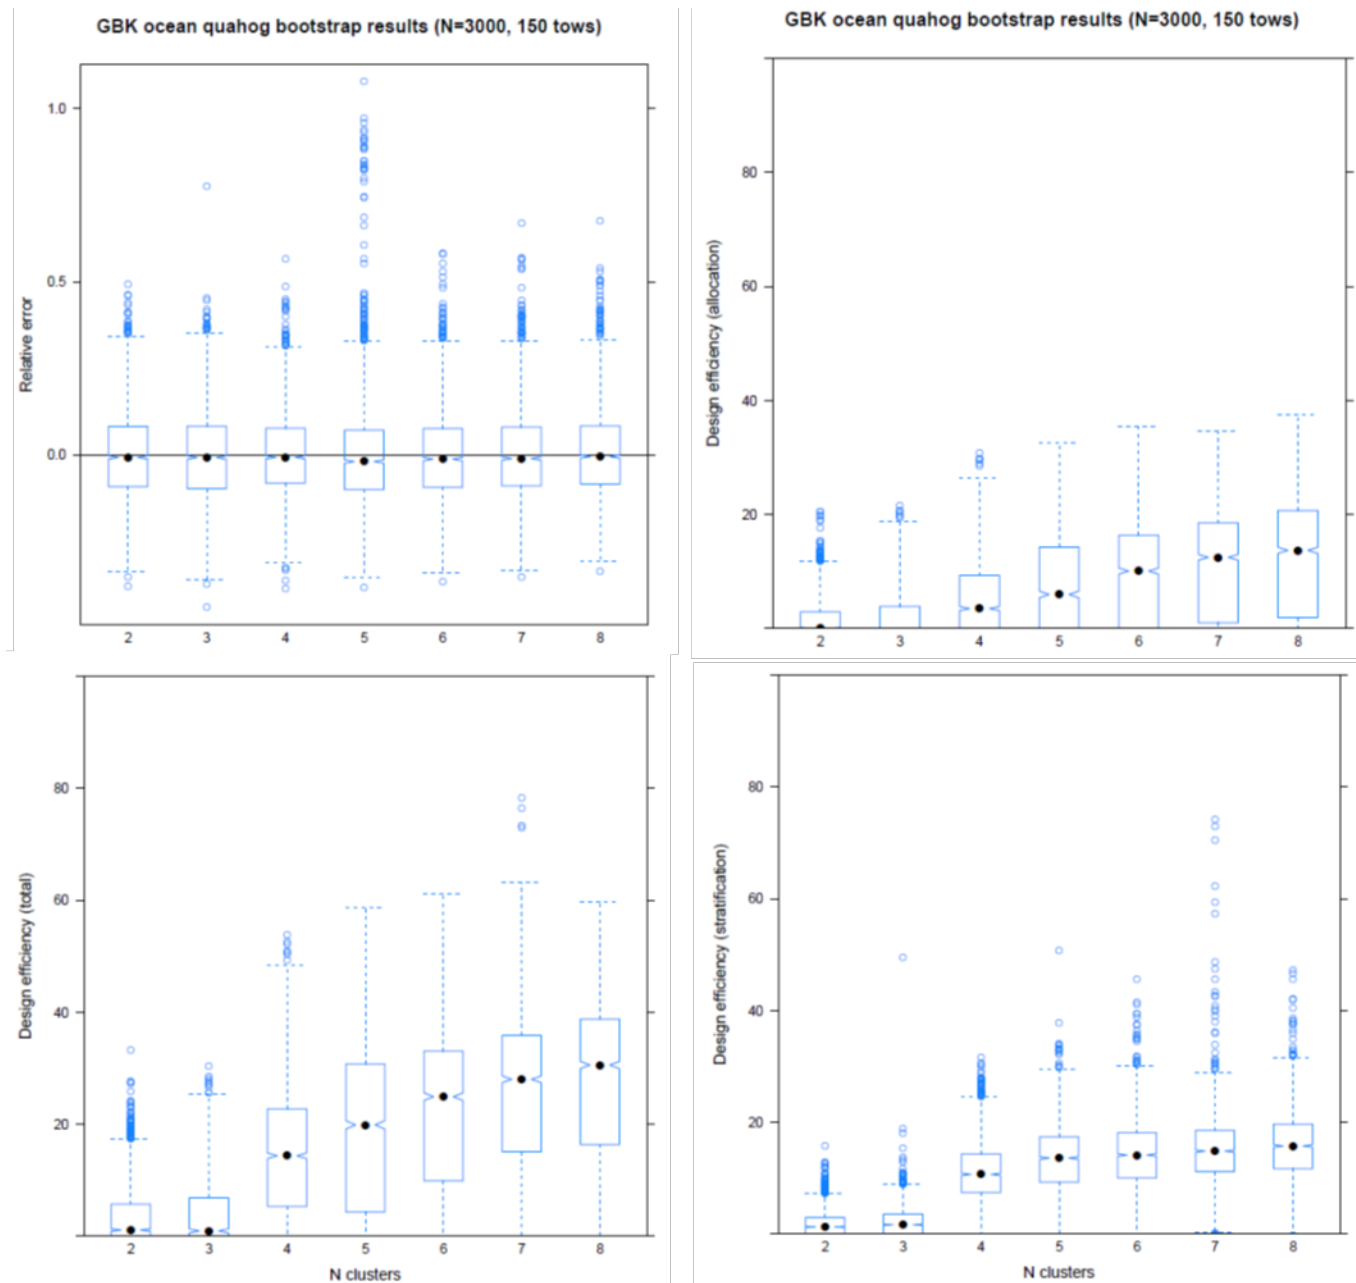 GBK ocean quahog bootstrap results (N=3000, 150 tows)
Relative error
1.0
0.5
0.0
2 3 4 5 6 7 8
GBK ocean quahog bootstrap results (N=3000, 150 tows)
Design efficiency (allocation)
80
60
40
20
2 3 4 5 6 7 8
Design efficiency (total)
80
60
40
20
2 3 4 5 6 7 8
N clusters
Design efficiency (stratification)
80
60
40
20
2 3 4 5 6 7 8
N clusters